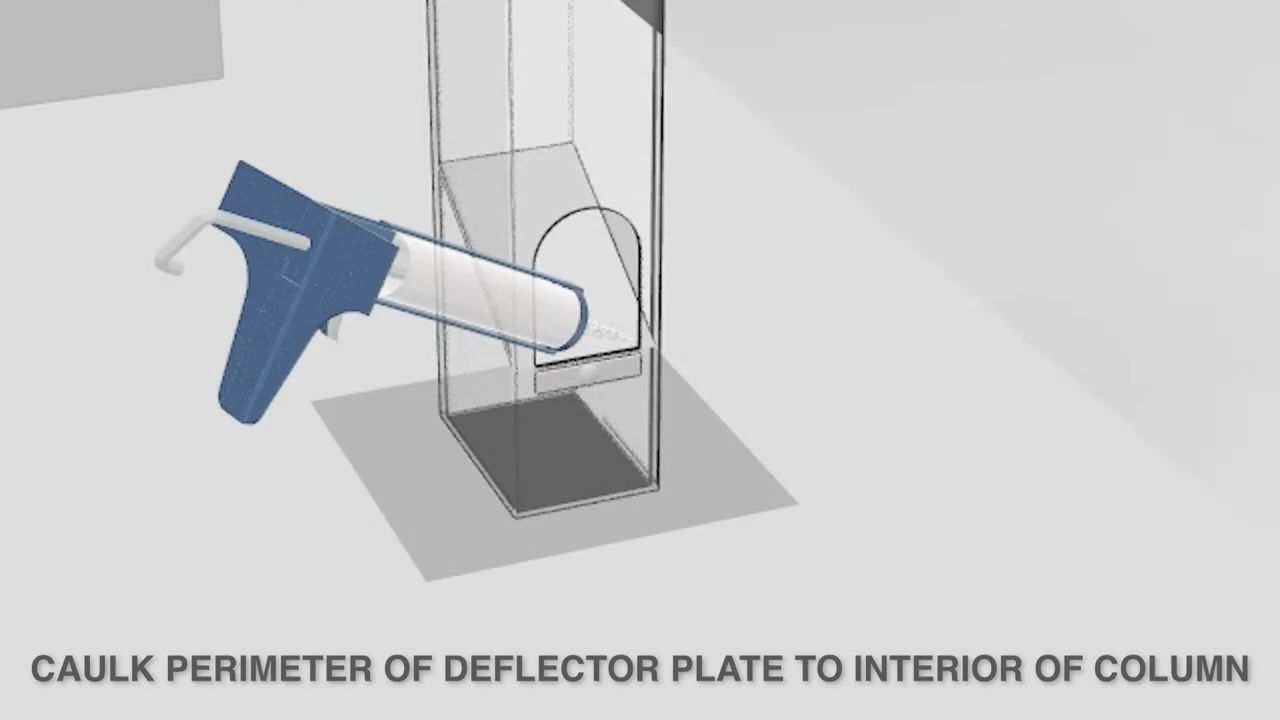 CAULK PERIMETER OF DEFLECTOR PLATE TO INTERIOR OF COLUMN